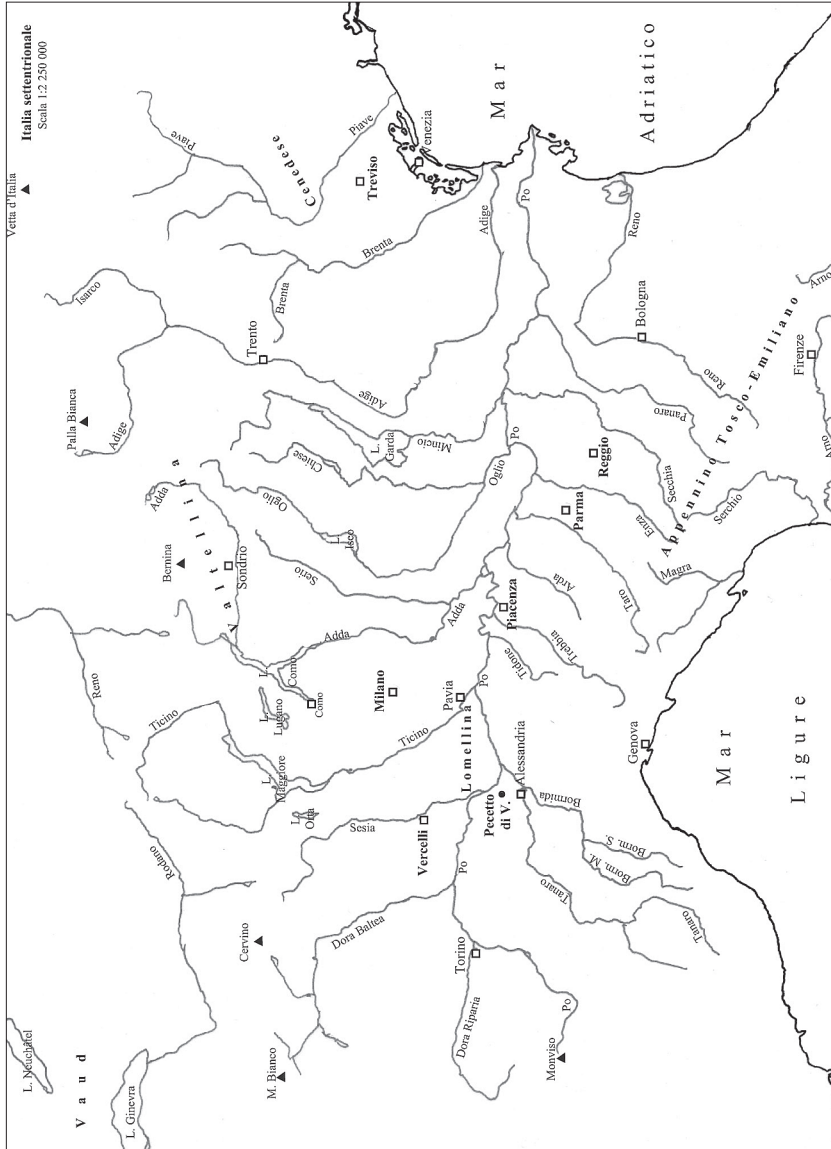 Italia settentrionale
Scala 1:2 250 000
Vetta d'Italia
L. Neuchâtel
V a u d
L. Ginevra
Rodano
Reno
Ticino
Palla Bianca
Adige
Isarco
Piave
Piave
Cenedese
M. Bianco
Cervino
L.
Orta
L.
Maggiore
L.
Lugano
L.
Como
Como
Bernina
Valtellina
Sondrio
Adda
Adda
Serio
Oglio
L.
Iseo
Chiese
L.
Garda
Trento
Brenta
Brenta
Treviso
Venezia
Dora Baltea
Sesia
Vercelli
Ticino
Milano
Adda
Adige
Mincio
Adige
Dora Riparia
Torino
Po
Pecetto
di V.
Lomellina
Pavia
Po
Piacenza
Oglio
Po
Po
Monviso
Po
Tanaro
Alessandria
Bormida
Borm. M.
Borm. S.
Tanaro
Tidone
Trebbia
Arda
Taro
Parma
Enza
Reggio
Secchia
Panaro
Bologna
Reno
Reno
Genova
Magra
Serchio
Appennino Tosco-Emiliano
Firenze
Arno
Arno
Mar
Ligure
Mar
Adriatico